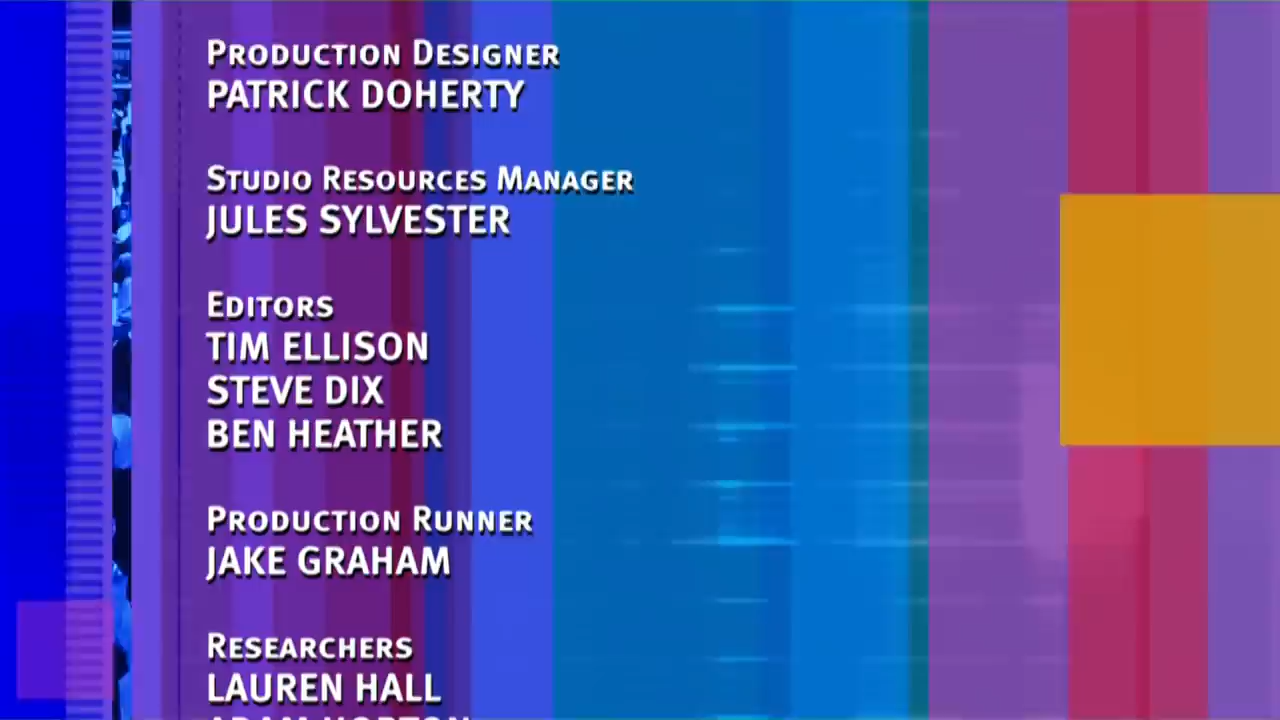 Production Designer
PATRICK DOHERTY
Studio Resources Manager
JULES SYLVESTER
Editors
TIM ELLISON
STEVE DIX
BEN HEATHER
Production Runner
JAKE GRAHAM
Researchers
LAUREN HALL